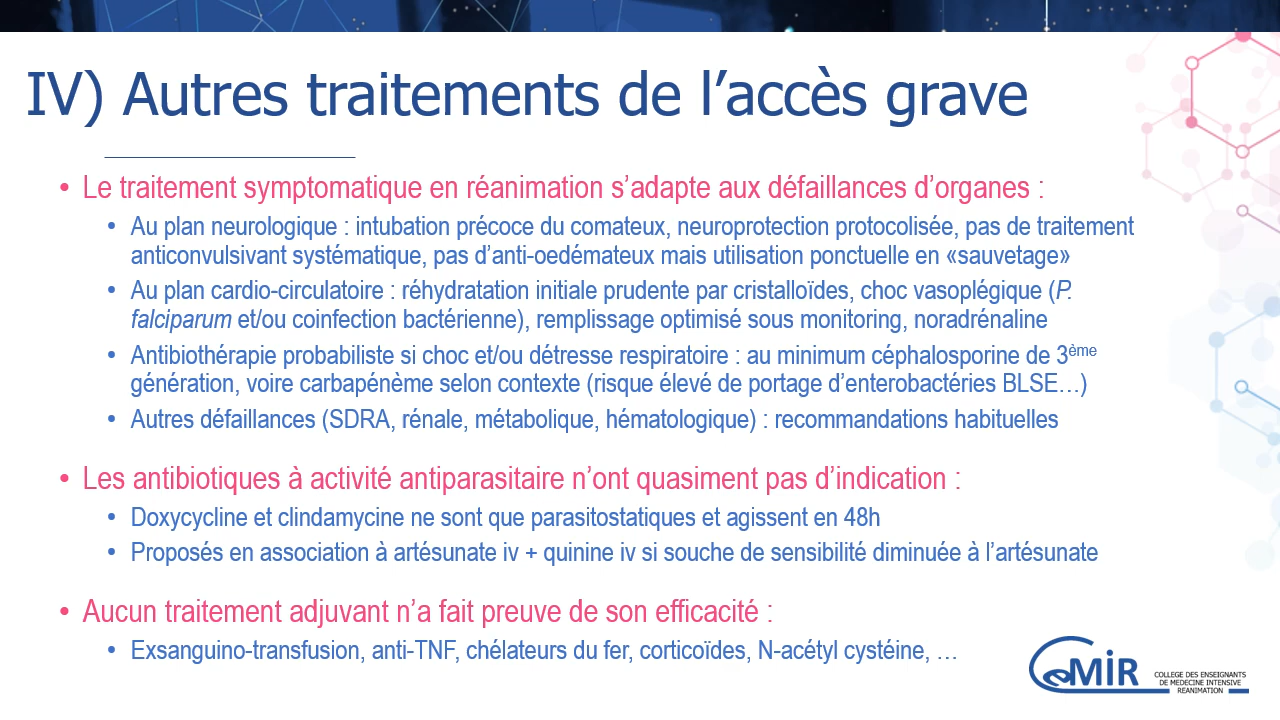 IV) Autres traitements de l’accès grave
• Le traitement symptomatique en réanimation s’adapte aux défaillances d’organes :
• Au plan neurologique : intubation précoce du comateux, neuroprotection protocolisée, pas de traitement
anticonvulsivant systématique, pas d’anti-oedémateux mais utilisation ponctuelle en «sauvetage»
• Au plan cardio-circulatoire : réhydratation initiale prudente par cristalloïdes, choc vasoplégique (P.
falciparum et/ou coinfection bactérienne), remplissage optimisé sous monitoring, noradrénaline
• Antibiothérapie probabiliste si choc et/ou détresse respiratoire : au minimum céphalosporine de 3ème
génération, voire carbapénème selon contexte (risque élevé de portage d’enterobactéries BLSE…)
• Autres défaillances (SDRA, rénale, métabolique, hématologique) : recommandations habituelles
• Les antibiotiques à activité antiparasitaire n’ont quasiment pas d’indication :
• Doxycycline et clindamycine ne sont que parasitostatiques et agissent en 48h
• Proposés en association à artésunate iv + quinine iv si souche de sensibilité diminuée à l’artésunate
• Aucun traitement adjuvant n’a fait preuve de son efficacité :
• Exsanguino-transfusion, anti-TNF, chélateurs du fer, corticoïdes, N-acétyl cystéine, …
CeMIR
COLLEGE DES ENSEIGNANTS
DE MEDECINE INTENSIVE
REANIMATION